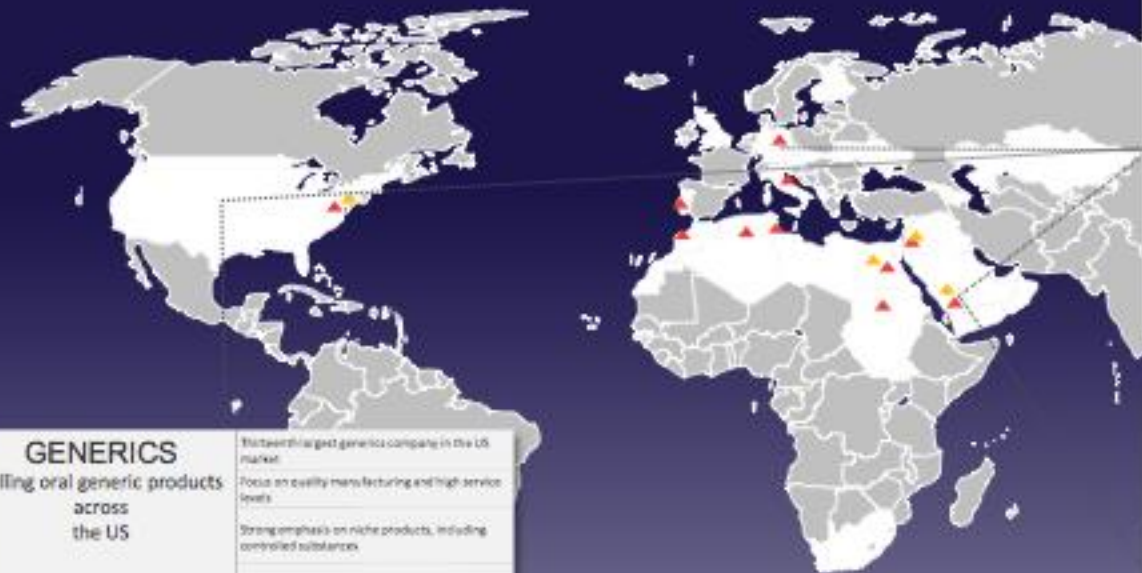 GENERICS
lling oral generic products
across
the US
Thirteenth largest generics company in the US
market
Focus on quality manufacturing and high service
levels
Strong emphasis on niche products, including
controlled substances